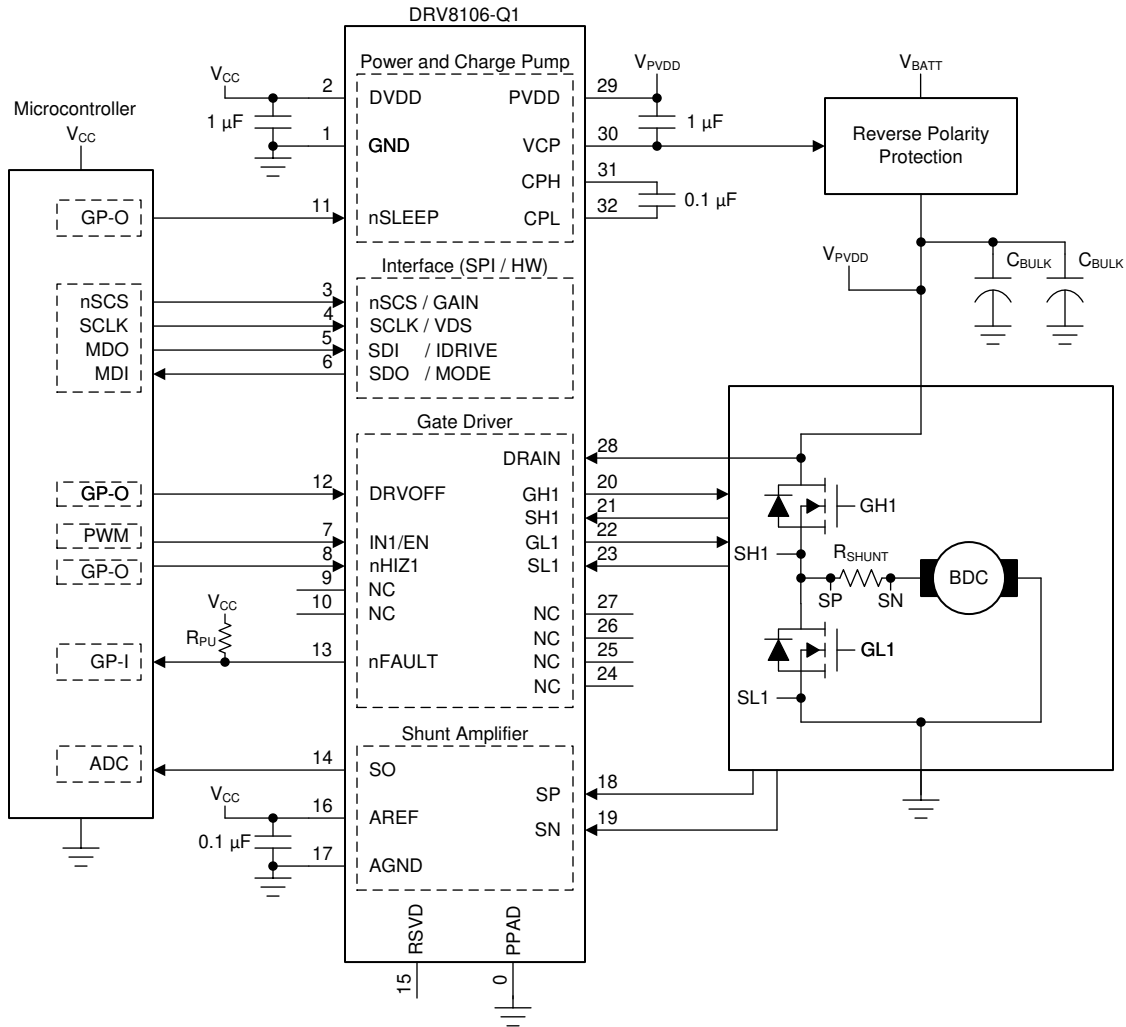 DRV8106-Q1
Microcontroller
VCC
GP-O
nSCS
SCLK
MDO
MDI
GP-O
PWM
GP-O
GP-I
ADC
VCC
1 µF
2
1
11
3
4
5
6
12
7
8
9
10
VCC
RPU
13
14
VCC
0.1 µF
16
17
Power and Charge Pump
DVDD
PVDD
GND
VCP
CPH
nSLEEP
CPL
Interface (SPI / HW)
nSCS / GAIN
SCLK / VDS
SDI / IDRIVE
SDO / MODE
Gate Driver
DRAIN
DRVOFF
GH1
SH1
IN1/EN
GL1
nHIZ1
SL1
NC
NC
NC
NC
NC
nFAULT
NC
Shunt Amplifier
SO
SP
AREF
SN
AGND
RSVD
PPAD
15
0
29
30
31
32
VPVDD
1 µF
0.1 µF
28
20
21
22
23
27
26
25
24
18
19
VBATT
Reverse Polarity
Protection
VPVDD
CBULK
CBULK
GH1
SH1
RSHUNT
SP
SN
BDC
GL1
SL1